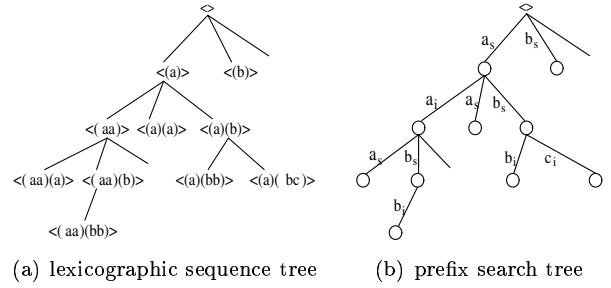 <>
<(a)>
<(b)>
<( aa)>
<(a)(a)>
<(a)(b)>
<( aa)(a)>
<( aa)(b)>
<(a)(bb)>
<(a)( bc)>
<( aa)(bb)>
(a) lexicographic sequence tree
<>
a_s
b_s
a_i
a_s
b_s
a_s
b_s
b_i
c_i
b_i
(b) prefix search tree